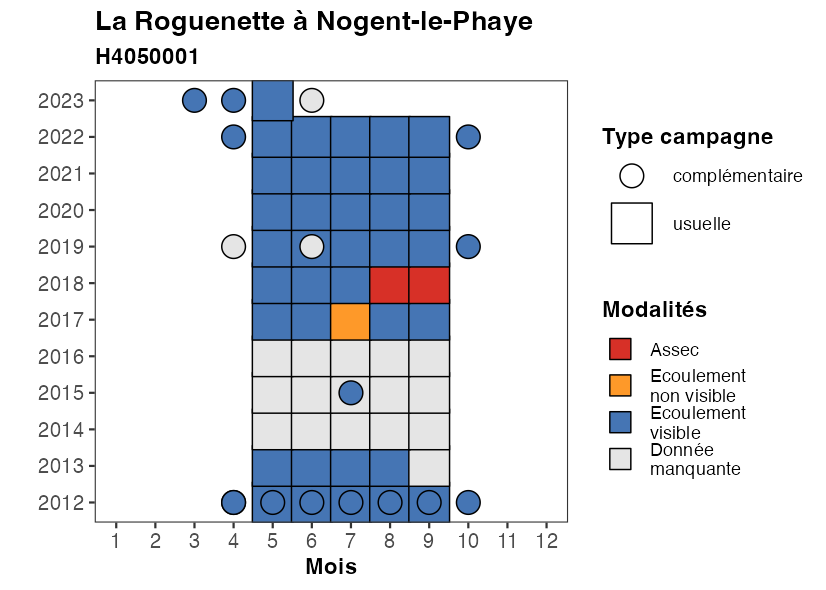 La Roguenette à Nogent-le-Phaye
H4050001
2023
2022
2021
2020
2019
2018
2017
2016
2015
2014
2013
2012
1 2 3 4 5 6 7 8 9 10 11 12
Mois
Type campagne
complémentaire
usuelle
Modalités
Assec
Ecoulement
non visible
Ecoulement
visible
Donnée
manquante